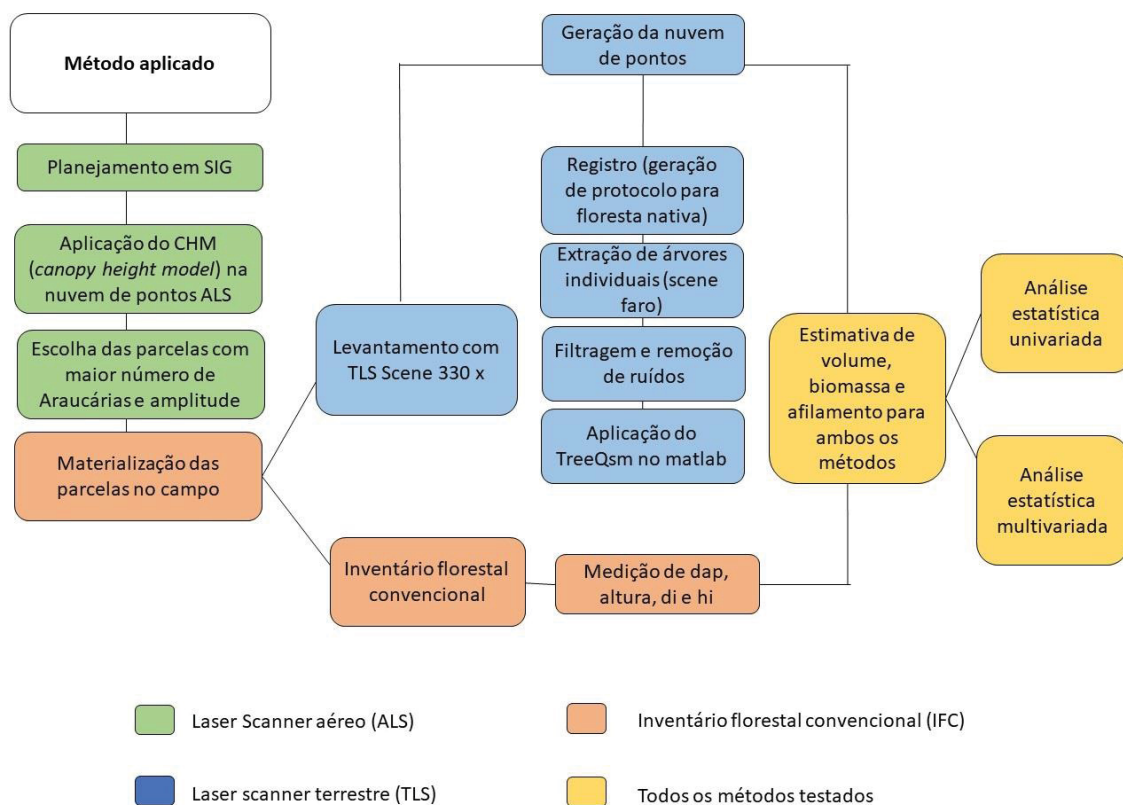 Método aplicado
Planejamento em SIG
Aplicação do CHM
(canopy height model) na
nuvem de pontos ALS
Escolha das parcelas com
maior número de
Araucárias e amplitude
Materialização das
parcelas no campo
Levantamento com
TLS Scene 330 x
Inventário florestal
convencional
Geração da nuvem
de pontos
Registro (geração
de protocolo para
floresta nativa)
Extração de árvores
individuais (scene
faro)
Filtragem e remoção
de ruídos
Aplicação do
TreeQsm no matlab
Medição de dap,
altura, di e hi
Estimativa de
volume,
biomassa e
afilamento para
ambos os
métodos
Análise
estatística
univariada
Análise
estatística
multivariada
Laser Scanner aéreo (ALS)
Inventário florestal convencional (IFC)
Laser scanner terrestre (TLS)
Todos os métodos testados